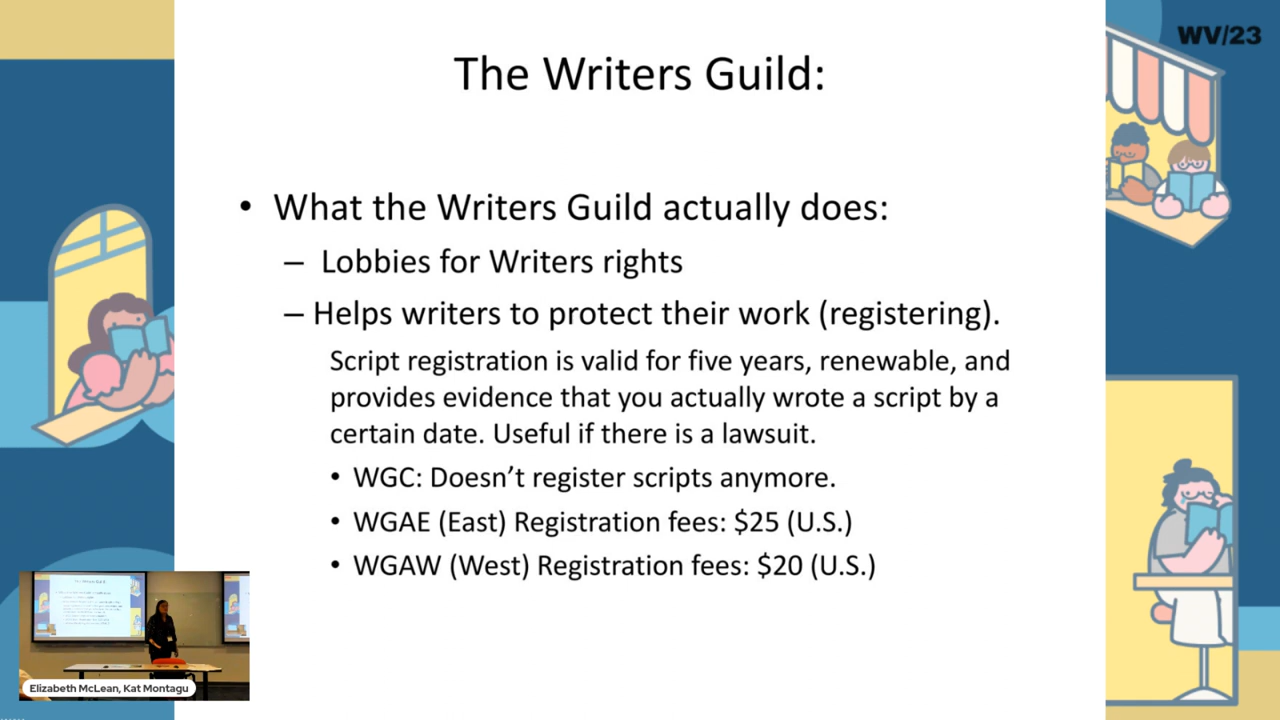 WV/23
The Writers Guild:
• What the Writers Guild actually does:
– Lobbies for Writers rights
– Helps writers to protect their work (registering).
Script registration is valid for five years, renewable, and
provides evidence that you actually wrote a script by a
certain date. Useful if there is a lawsuit.
• WGC: Doesn’t register scripts anymore.
• WGAE (East) Registration fees: $25 (U.S.)
• WGAW (West) Registration fees: $20 (U.S.)
Elizabeth McLean, Kat Montagu